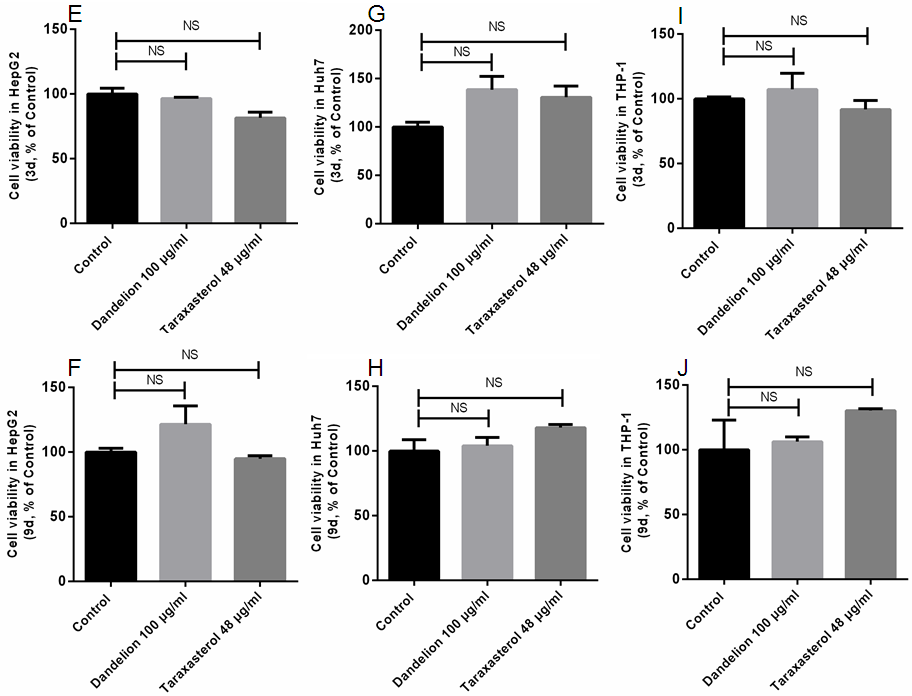 E
NS
NS
Cell viability in HepG2
(3d, % of Control)
150
100
50
0
Control
Dandelion 100 µg/ml
Taraxasterol 48 µg/ml
G
NS
NS
Cell viability in Huh7
(3d, % of Control)
200
150
100
50
0
Control
Dandelion 100 µg/ml
Taraxasterol 48 µg/ml
I
NS
NS
Cell viability in THP-1
(3d, % of Control)
150
100
50
0
Control
Dandelion 100 µg/ml
Taraxasterol 48 µg/ml
F
NS
NS
Cell viability in HepG2
(9d, % of Control)
150
100
50
0
Control
Dandelion 100 µg/ml
Taraxasterol 48 µg/ml
H
NS
NS
Cell viability in Huh7
(9d, % of Control)
150
100
50
0
Control
Dandelion 100 µg/ml
Taraxasterol 48 µg/ml
J
NS
NS
Cell viability in THP-1
(9d, % of Control)
150
100
50
0
Control
Dandelion 100 µg/ml
Taraxasterol 48 µg/ml